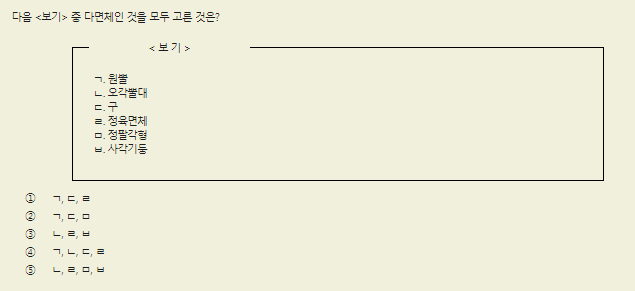 다음 <보기> 중 다면체인 것을 모두 고른 것은?
< 보 기 >
ㄱ. 원뿔
ㄴ. 오각뿔대
ㄷ. 구
ㄹ. 정육면체
ㅁ. 정팔각형
ㅂ. 사각기둥
① ㄱ, ㄷ, ㄹ
② ㄱ, ㄷ, ㅁ
③ ㄴ, ㄹ, ㅂ
④ ㄱ, ㄴ, ㄷ, ㄹ
⑤ ㄴ, ㄹ, ㅁ, ㅂ